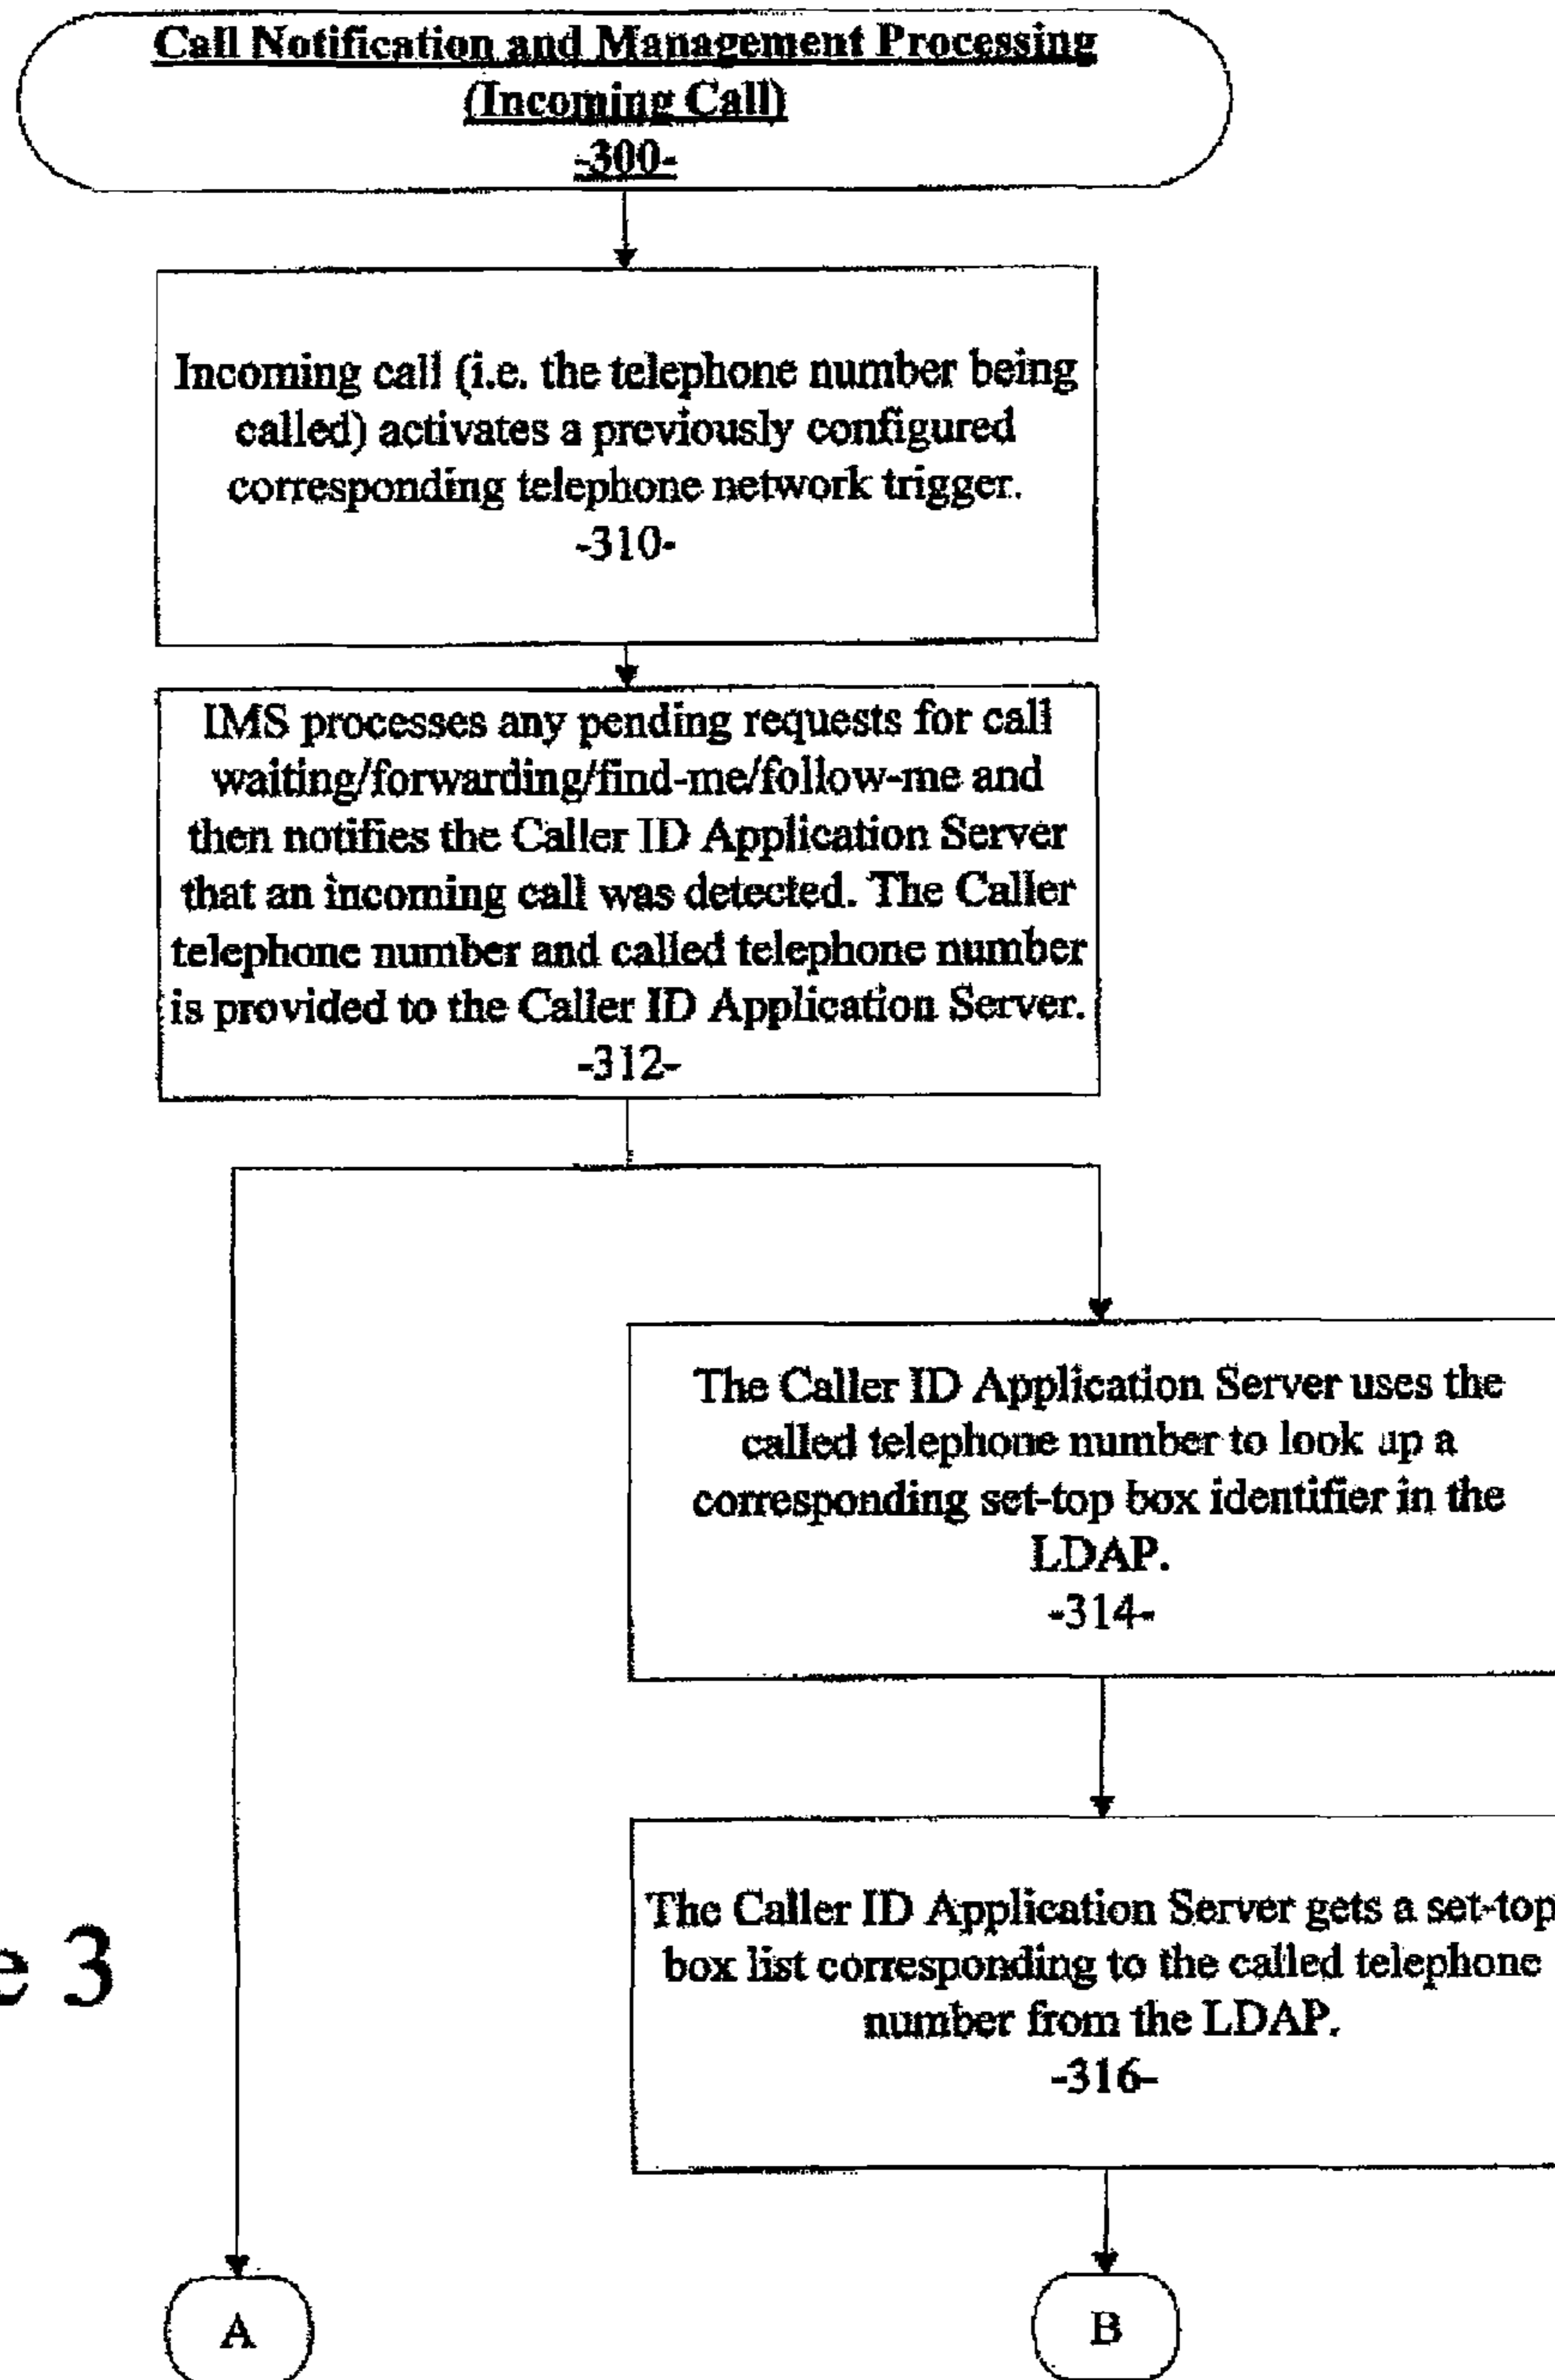 Call Notification and Management Processing
(Incoming Call)
-300-
Incoming call (i.e. the telephone number being
called) activates a previously configured
corresponding telephone network trigger.
-310-
IMS processes any pending requests for call
waiting/forwarding/find-me/follow-me and
then notifies the Caller ID Application Server
that an incoming call was detected. The Caller
telephone number and called telephone number
is provided to the Caller ID Application Server.
-312-
The Caller ID Application Server uses the
called telephone number to look up a
corresponding set-top box identifier in the
LDAP.
-314-
The Caller ID Application Server gets a set-top
box list corresponding to the called telephone
number from the LDAP.
-316-
e 3
A
B